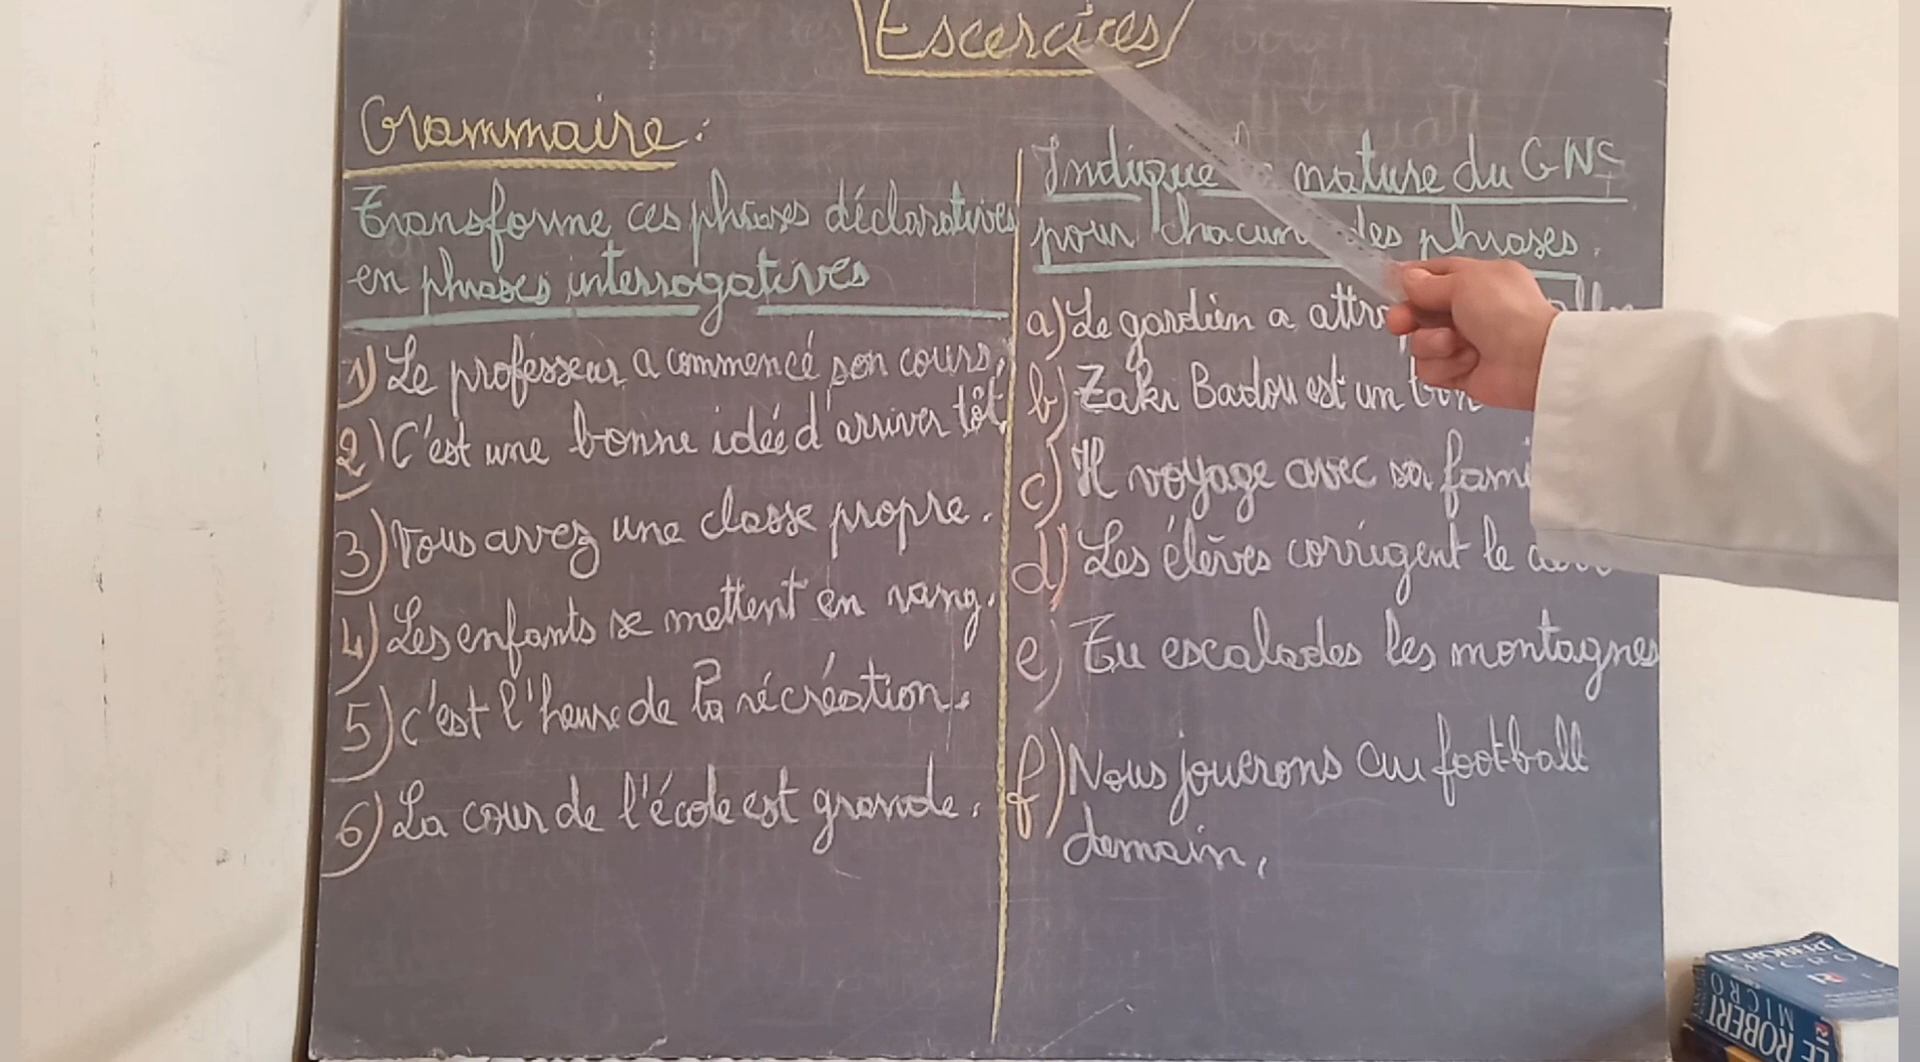 Exercices
Grammaire:
Transforme ces phrases déclaratives
en phrases interrogatives
1) Le professeur a commencé son cours.
2) C'est une bonne idée d'arriver tôt.
3) Vous avez une classe propre.
4) Les enfants se mettent en rang.
5) C'est l'heure de la récréation.
6) La cour de l'école est grande.
Indique nature du GNS
pour chacune des phrases.
a) Le gardien a
b) Zaki Badou est un
c) Il voyage avec sa
d) Les élèves corrigent le
e) Tu escalades les montagnes
f) Nous jouerons au football
demain.
LE ROBERT
MICRO
LE ROBERT
MICRO